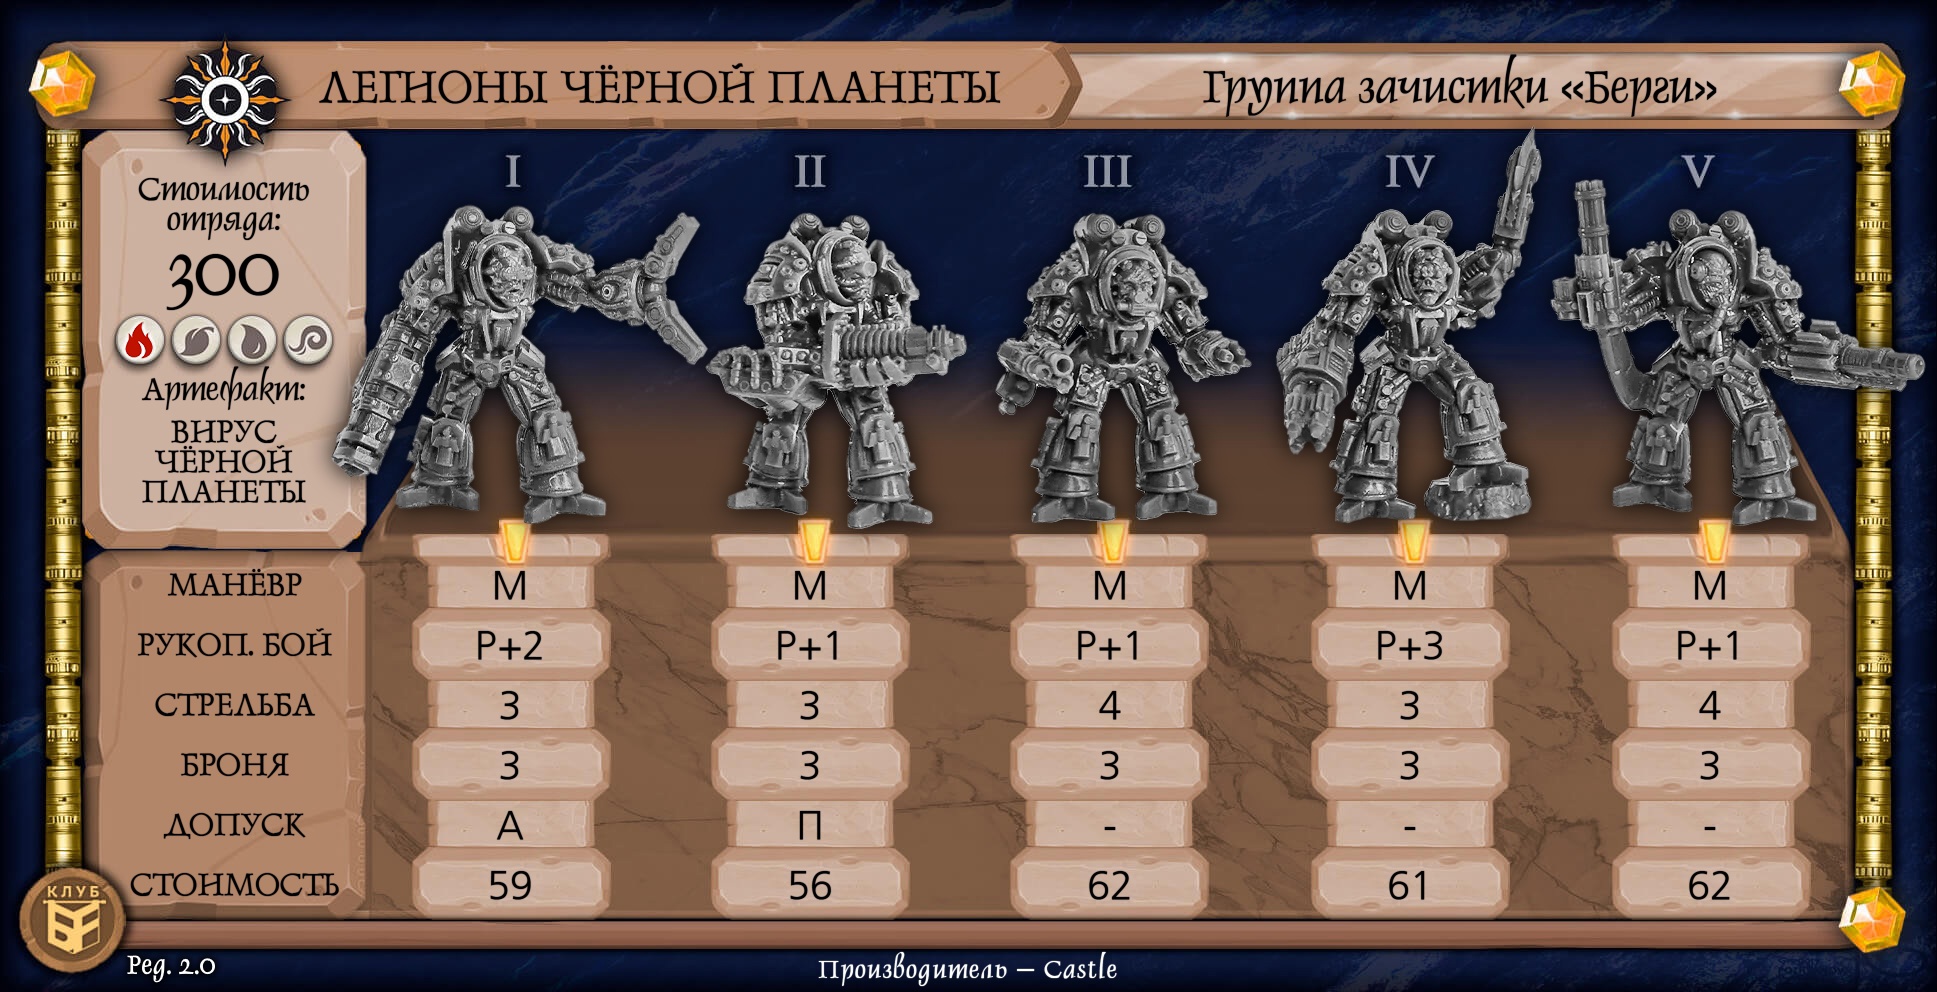 ЛЕГИОНЫ ЧЁРНОЙ ПЛАНЕТЫ
Группа зачистки «Берги»
Стоимость
отряда:
300
Артефакт:
ВИРУС
ЧЁРНОЙ
ПЛАНЕТЫ
I II III IV V
МАНЁВР М М М М М
РУКОП. БОЙ Р+2 Р+1 Р+1 Р+3 Р+1
СТРЕЛЬБА 3 3 4 3 4
БРОНЯ 3 3 3 3 3
ДОПУСК А П - - -
СТОИМОСТЬ 59 56 62 61 62
КЛУБ
Ред. 2.0
Производитель – Castle